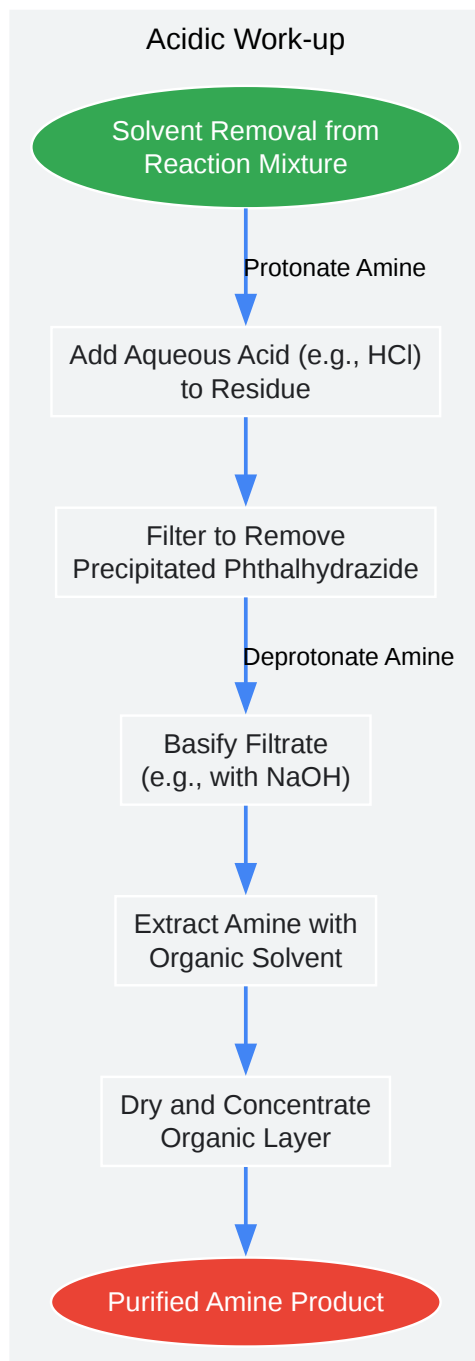 Acidic Work-up
Solvent Removal from
Reaction Mixture
Protonate Amine
Add Aqueous Acid (e.g., HCl)
to Residue
Filter to Remove
Precipitated Phthalhydrazide
Deprotonate Amine
Basify Filtrate
(e.g., with NaOH)
Extract Amine with
Organic Solvent
Dry and Concentrate
Organic Layer
Purified Amine Product